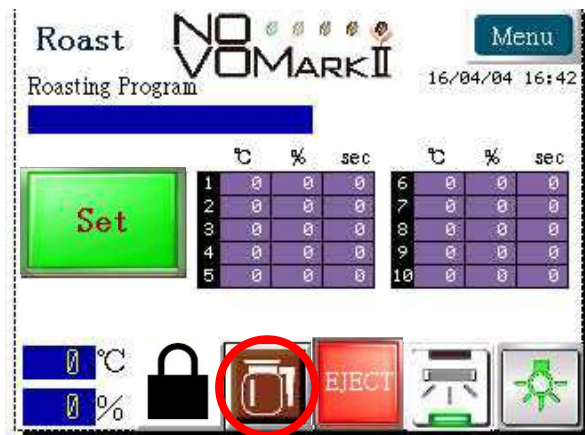 Roast
NOVO MARKⅡ
Menu
Roasting Program
16/04/04 16:42
℃ % sec ℃ % sec
1 0 0 0 6 0 0 0
2 0 0 0 7 0 0 0
3 0 0 0 8 0 0 0
4 0 0 0 9 0 0 0
5 0 0 0 10 0 0 0
Set
0 ℃
0 %
EJECT